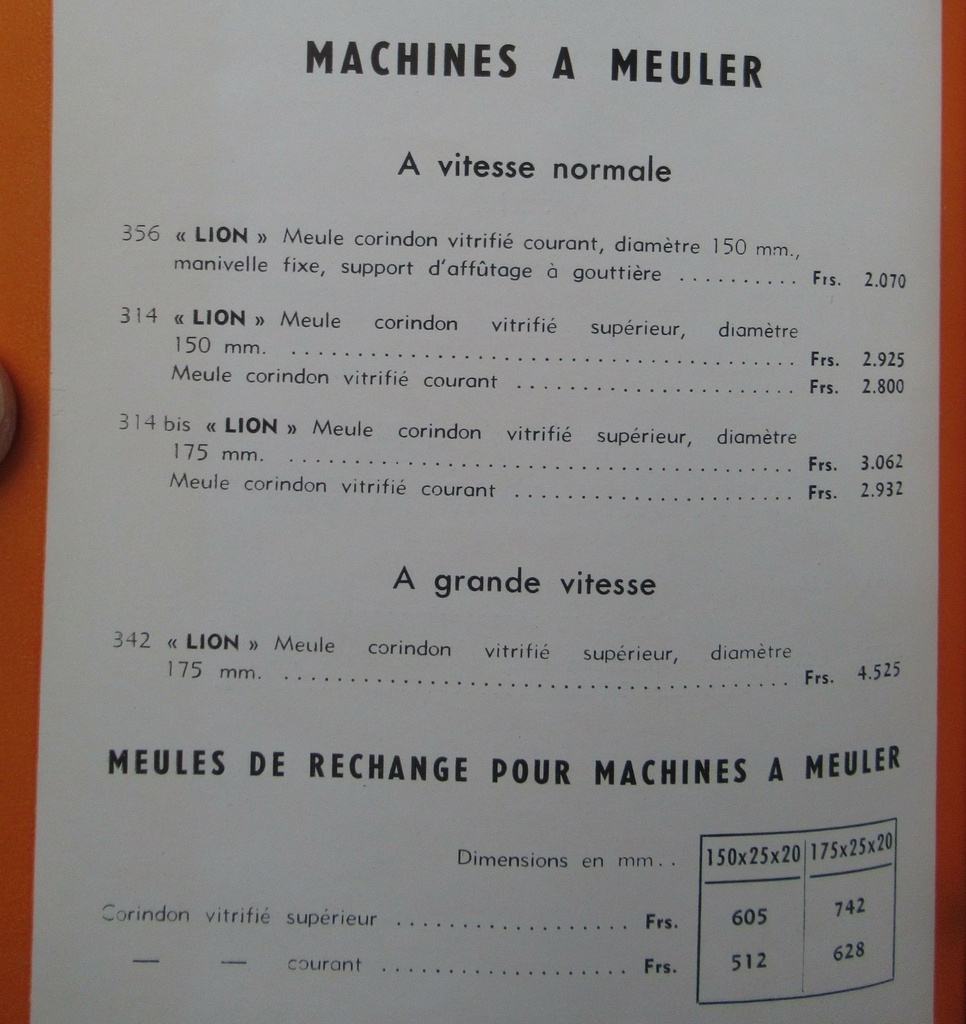 MACHINES A MEULER
A vitesse normale
356 « LION » Meule corindon vitrifié courant, diamètre 150 mm.,
manivelle fixe, support d'affûtage à gouttière .......... Frs. 2.070
314 « LION » Meule corindon vitrifié supérieur, diamètre
150 mm. ....................................... Frs. 2.925
Meule corindon vitrifié courant ...................... Frs. 2.800
314 bis « LION » Meule corindon vitrifié supérieur, diamètre
175 mm. ....................................... Frs. 3.062
Meule corindon vitrifié courant ...................... Frs. 2.932
A grande vitesse
342 « LION » Meule corindon vitrifié supérieur, diamètre
175 mm. ....................................... Frs. 4.525
MEULES DE RECHANGE POUR MACHINES A MEULER
Dimensions en mm.. 150x25x20 175x25x20
Corindon vitrifié supérieur .................. Frs. 605 742
— — courant ................... Frs. 512 628